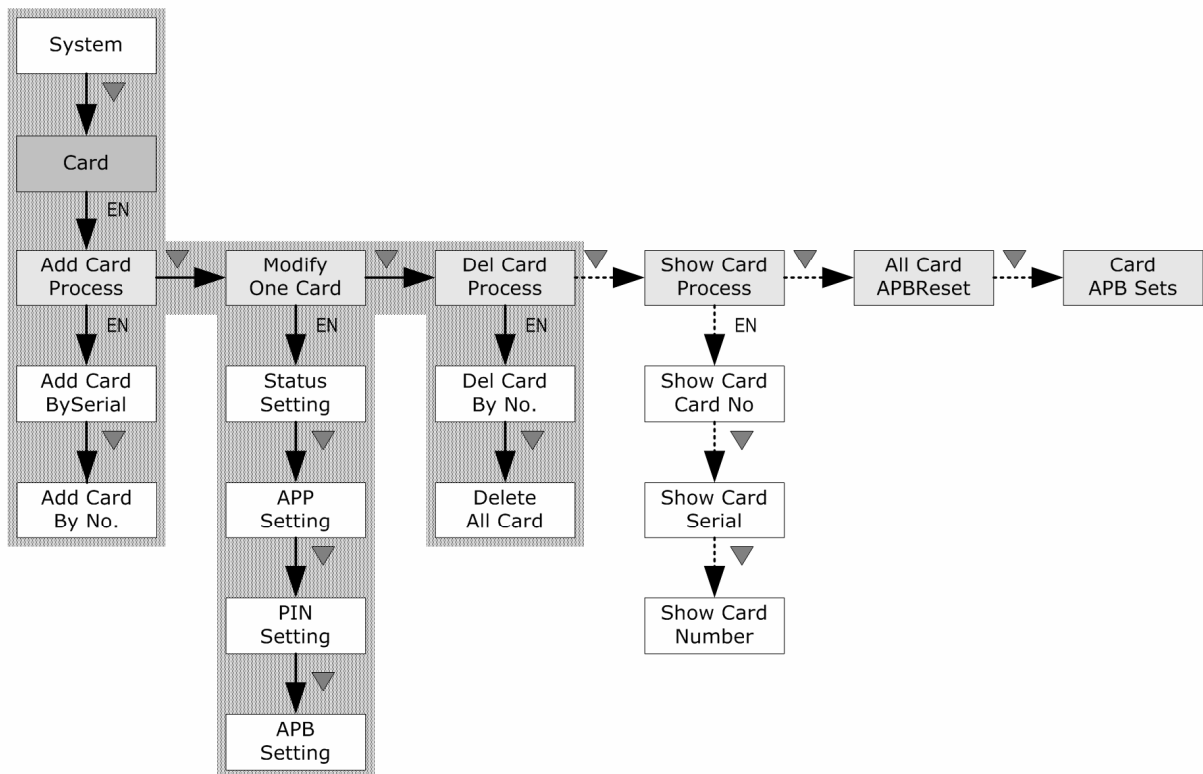 System
Card
EN
Add Card
Process
Modify
One Card
Del Card
Process
Show Card
Process
All Card
APBReset
Card
APB Sets
EN
EN
EN
EN
Add Card
BySerial
Status
Setting
Del Card
By No.
Show Card
Card No
Add Card
By No.
APP
Setting
Delete
All Card
Show Card
Serial
PIN
Setting
Show Card
Number
APB
Setting